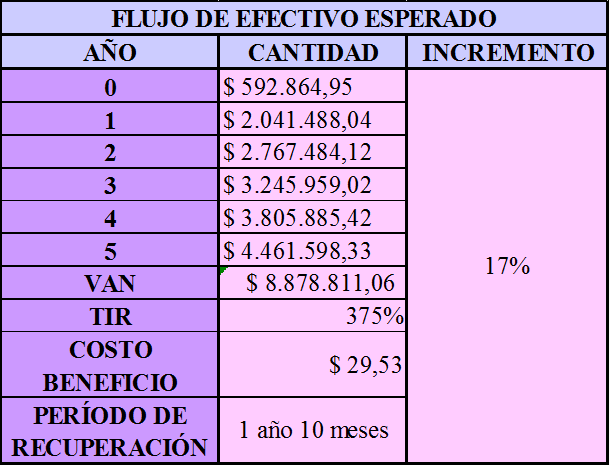 FLUJO DE EFECTIVO ESPERADO
AÑO CANTIDAD INCREMENTO
0 $ 592.864,95
1 $ 2.041.488,04
2 $ 2.767.484,12
3 $ 3.245.959,02
4 $ 3.805.885,42
5 $ 4.461.598,33
17%
VAN $ 8.878.811,06
TIR 375%
COSTO
BENEFICIO
$ 29,53
PERÍODO DE
RECUPERACIÓN
1 año 10 meses